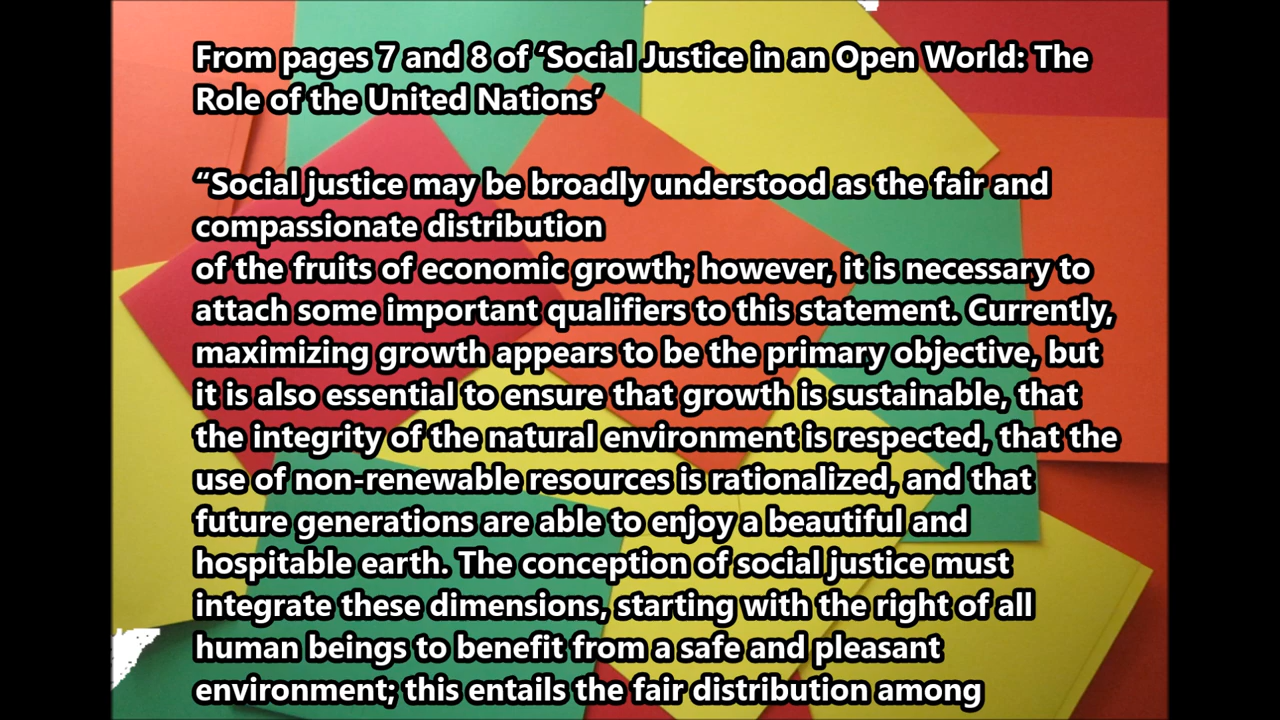 From pages 7 and 8 of ‘Social Justice in an Open World: The
Role of the United Nations’
“Social justice may be broadly understood as the fair and
compassionate distribution
of the fruits of economic growth; however, it is necessary to
attach some important qualifiers to this statement. Currently,
maximizing growth appears to be the primary objective, but
it is also essential to ensure that growth is sustainable, that
the integrity of the natural environment is respected, that the
use of non-renewable resources is rationalized, and that
future generations are able to enjoy a beautiful and
hospitable earth. The conception of social justice must
integrate these dimensions, starting with the right of all
human beings to benefit from a safe and pleasant
environment; this entails the fair distribution among